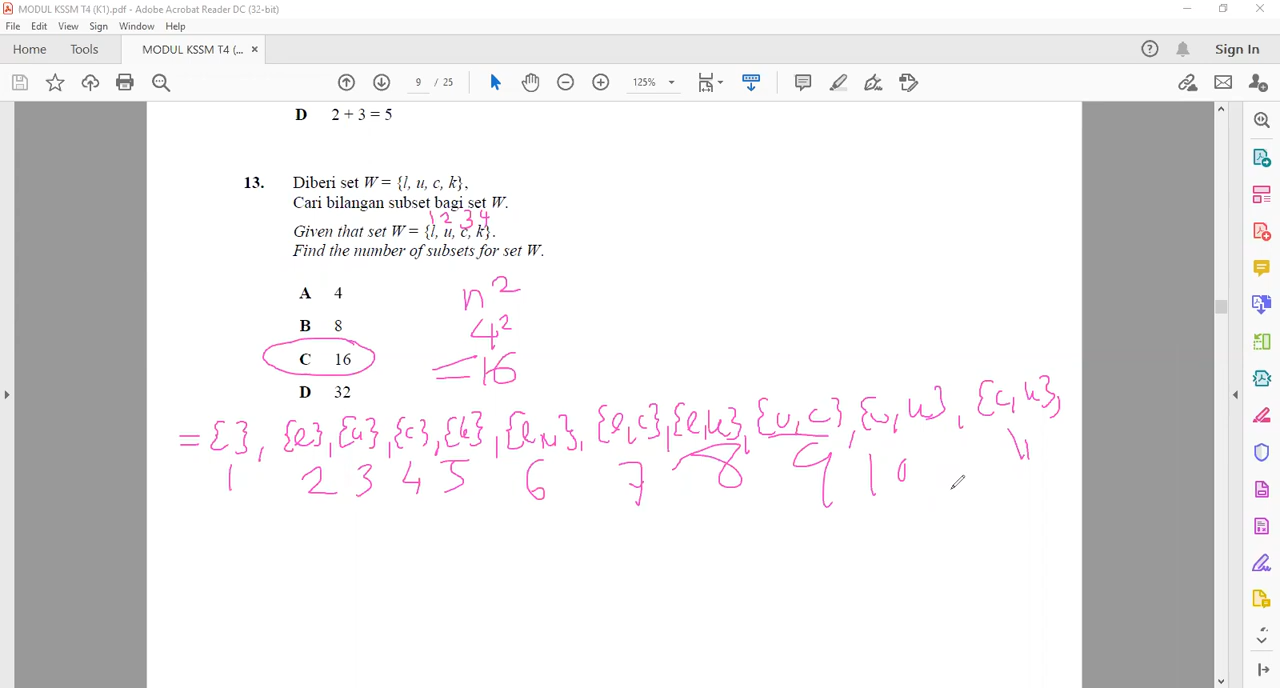 MODUL KSSM T4 (K1).pdf - Adobe Acrobat Reader DC (32-bit)
File Edit View Sign Window Help
Home Tools MODUL KSSM T4 (... × Sign In
9 / 25 125%
D 2 + 3 = 5
13. Diberi set W = {l, u, c, k},
Cari bilangan subset bagi set W.
1 2 3 4
Given that set W = {l, u, c, k}.
Find the number of subsets for set W.
A 4
n²
B 8
4²
C 16
=16
D 32
= { }, {l}, {u}, {c}, {k}, {l,u}, {l,c}, {l,k}, {u,c}, {u,k}, {c,k},
1 2 3 4 5 6 7 8 9 10 11